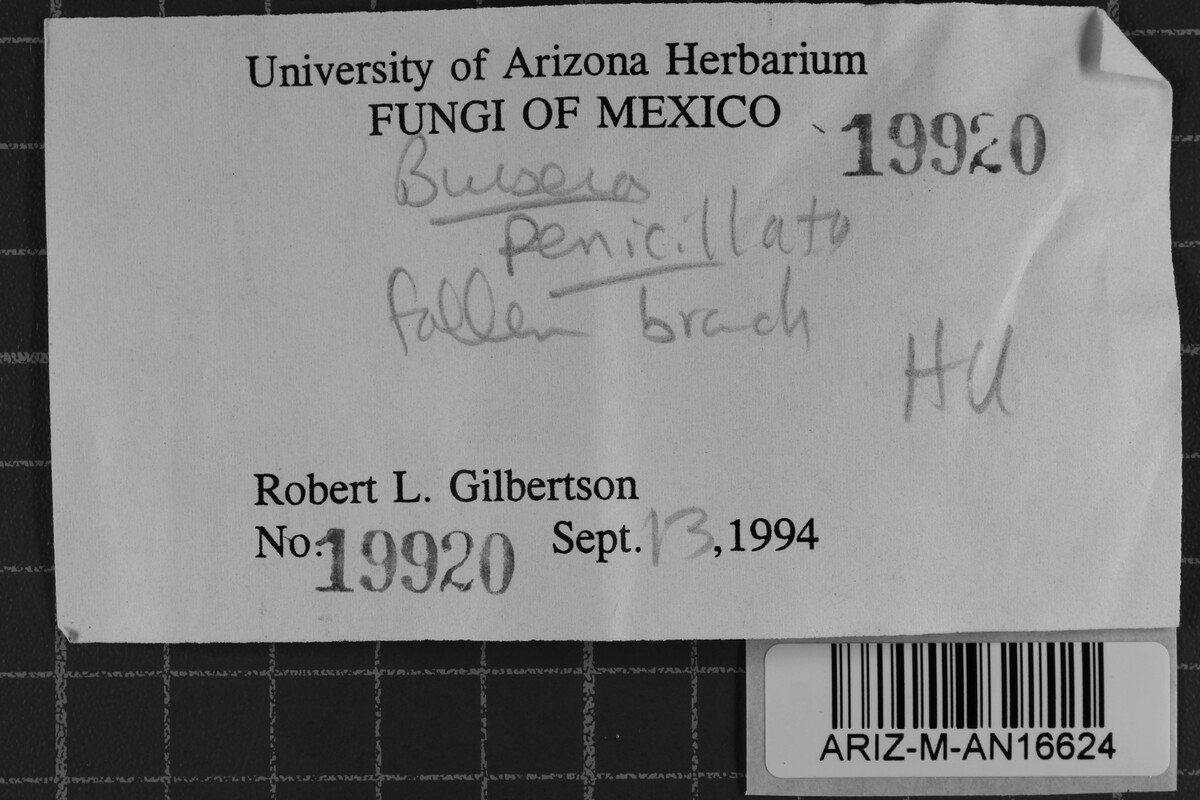 University of Arizona Herbarium
FUNGI OF MEXICO
19920
Bursera
penicillata
fallen branch
HU
Robert L. Gilbertson
No. 19920 Sept. 13, 1994
ARIZ-M-AN16624